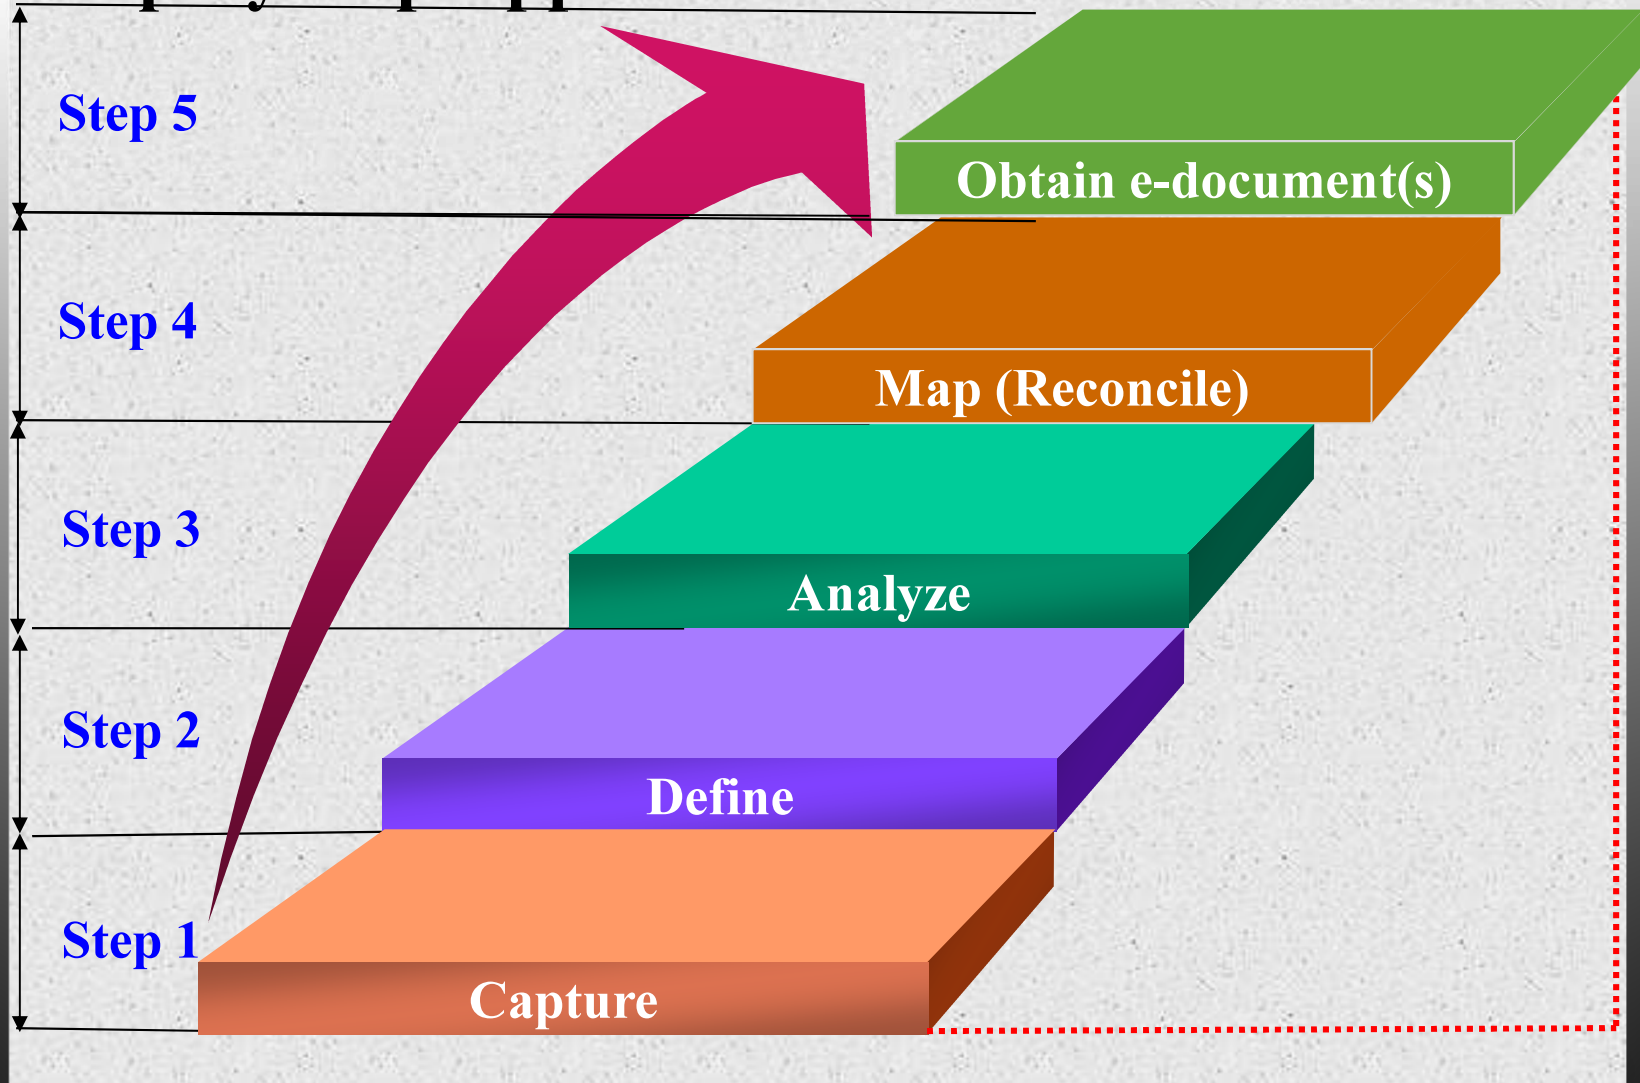 Step 5
Obtain e-document(s)
Step 4
Map (Reconcile)
Step 3
Analyze
Step 2
Define
Step 1
Capture